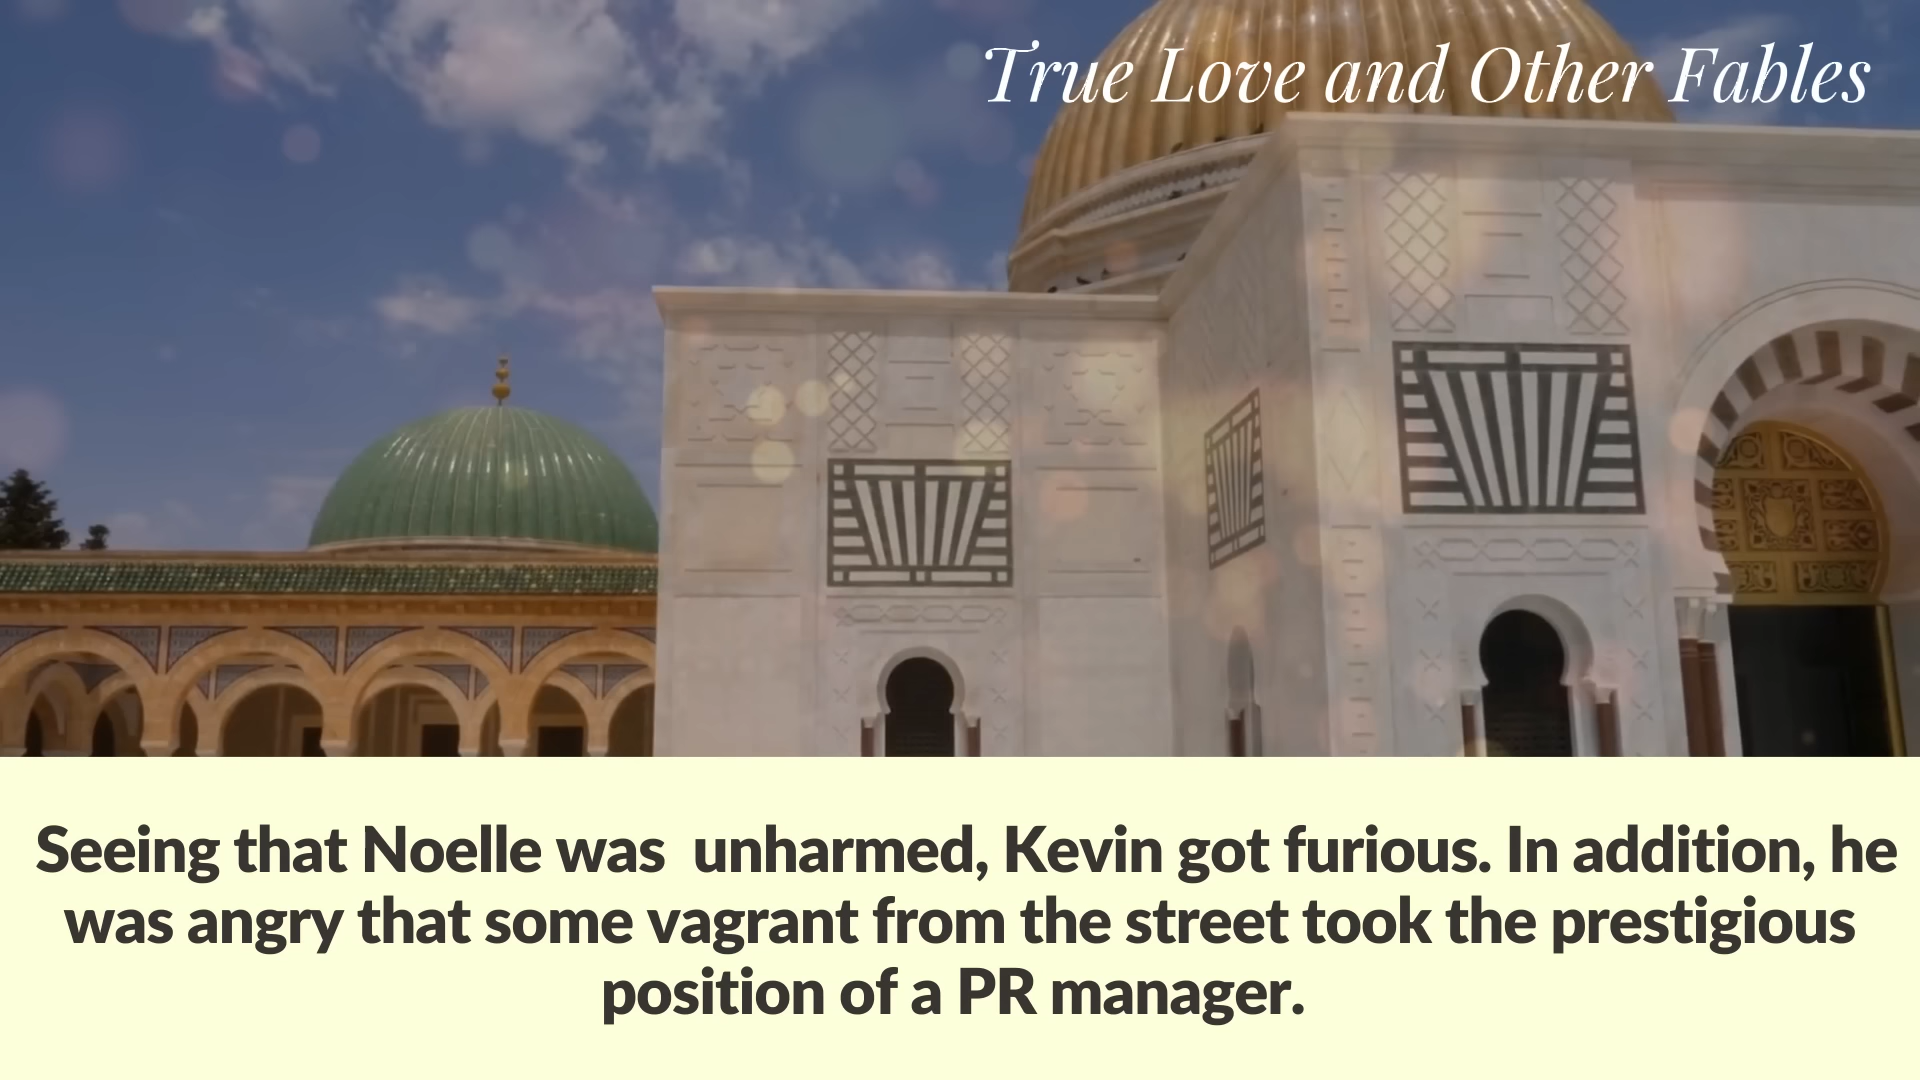 True Love and Other Fables
Seeing that Noelle was  unharmed, Kevin got furious. In addition, he
was angry that some vagrant from the street took the prestigious
position of a PR manager.